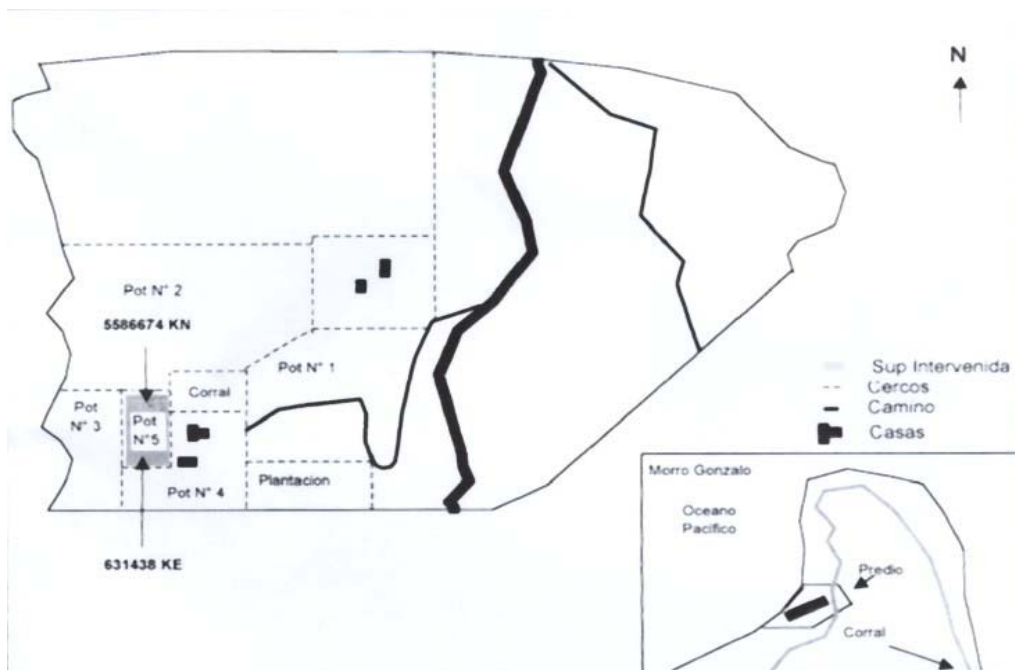 N
Pot N° 2
5586674 KN
Pot N° 1
Corral
Pot
N° 3
Pot
N°5
Pot N° 4
Plantacion
631438 KE
Sup Intervenida
Cercos
Camino
Casas
Morro Gonzalo
Oceano
Pacífico
Predio
Corral